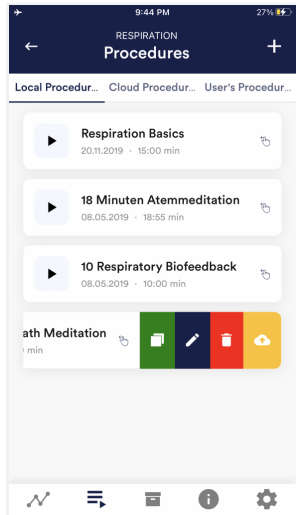 9:44 PM
27%
RESPIRATION
Procedures
Local Procedur... Cloud Procedur... User's Procedur...
Respiration Basics
20.11.2019 · 15:00 min
18 Minuten Atemmeditation
08.05.2019 · 18:55 min
10 Respiratory Biofeedback
08.05.2019 · 10:00 min
ath Meditation
min